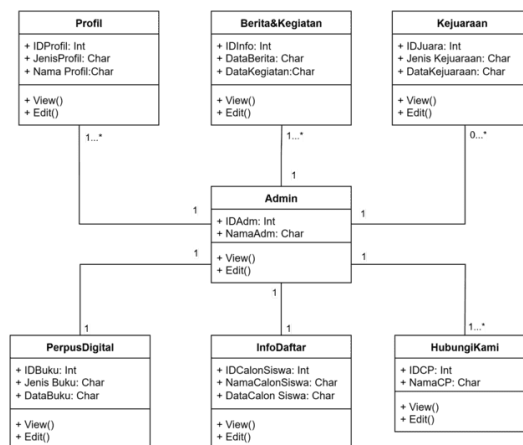 Profil
+ IDProfil: Int
+ JenisProfil: Char
+ Nama Profil:Char
+ View()
+ Edit()
Berita&Kegiatan
+ IDInfo: Int
+ DataBerita: Char
+ DataKegiatan:Char
+ View()
+ Edit()
Kejuaraan
+ IDJuara: Int
+ Jenis Kejuaraan: Char
+ DataKejuaraan: Char
+ View()
+ Edit()
1...*
1...*
0...*
1
1
1
Admin
+ IDAdm: Int
+ NamaAdm: Char
+ View()
+ Edit()
1
1
1
1
1
1...*
PerpusDigital
+ IDBuku: Int
+ Jenis Buku: Char
+ DataBuku: Char
+ View()
+ Edit()
InfoDaftar
+ IDCalonSiswa: Int
+ NamaCalonSiswa: Char
+ DataCalon Siswa: Char
+ View()
+ Edit()
HubungiKami
+ IDCP: Int
+ NamaCP: Char
+ View()
+ Edit()